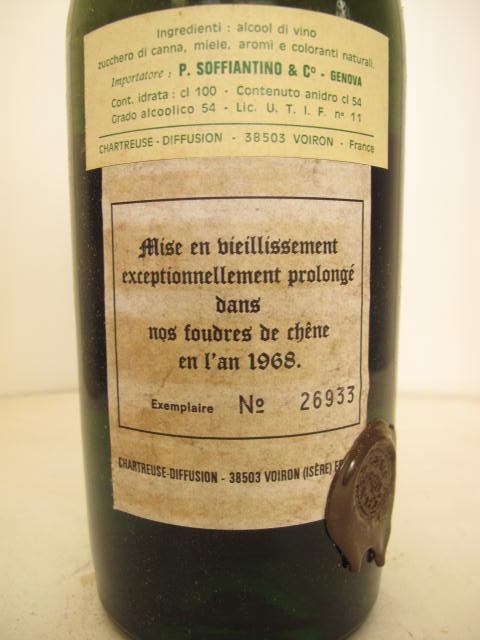 Ingredienti : alcool di vino
zucchero di canna, miele, aromi e coloranti naturali.
Importatore : P. SOFFIANTINO & Cº - GENOVA
Cont. idrata : cl 100 - Contenuto anidro cl 54
Grado alcoolico 54 - Lic. U. T. I. F. nº 11
CHARTREUSE-DIFFUSION - 38503 VOIRON - France
Mise en vieillissement
exceptionnellement prolongé
dans
nos foudres de chêne
en l'an 1968.
Exemplaire Nº 26933
CHARTREUSE-DIFFUSION - 38503 VOIRON (ISÈRE)